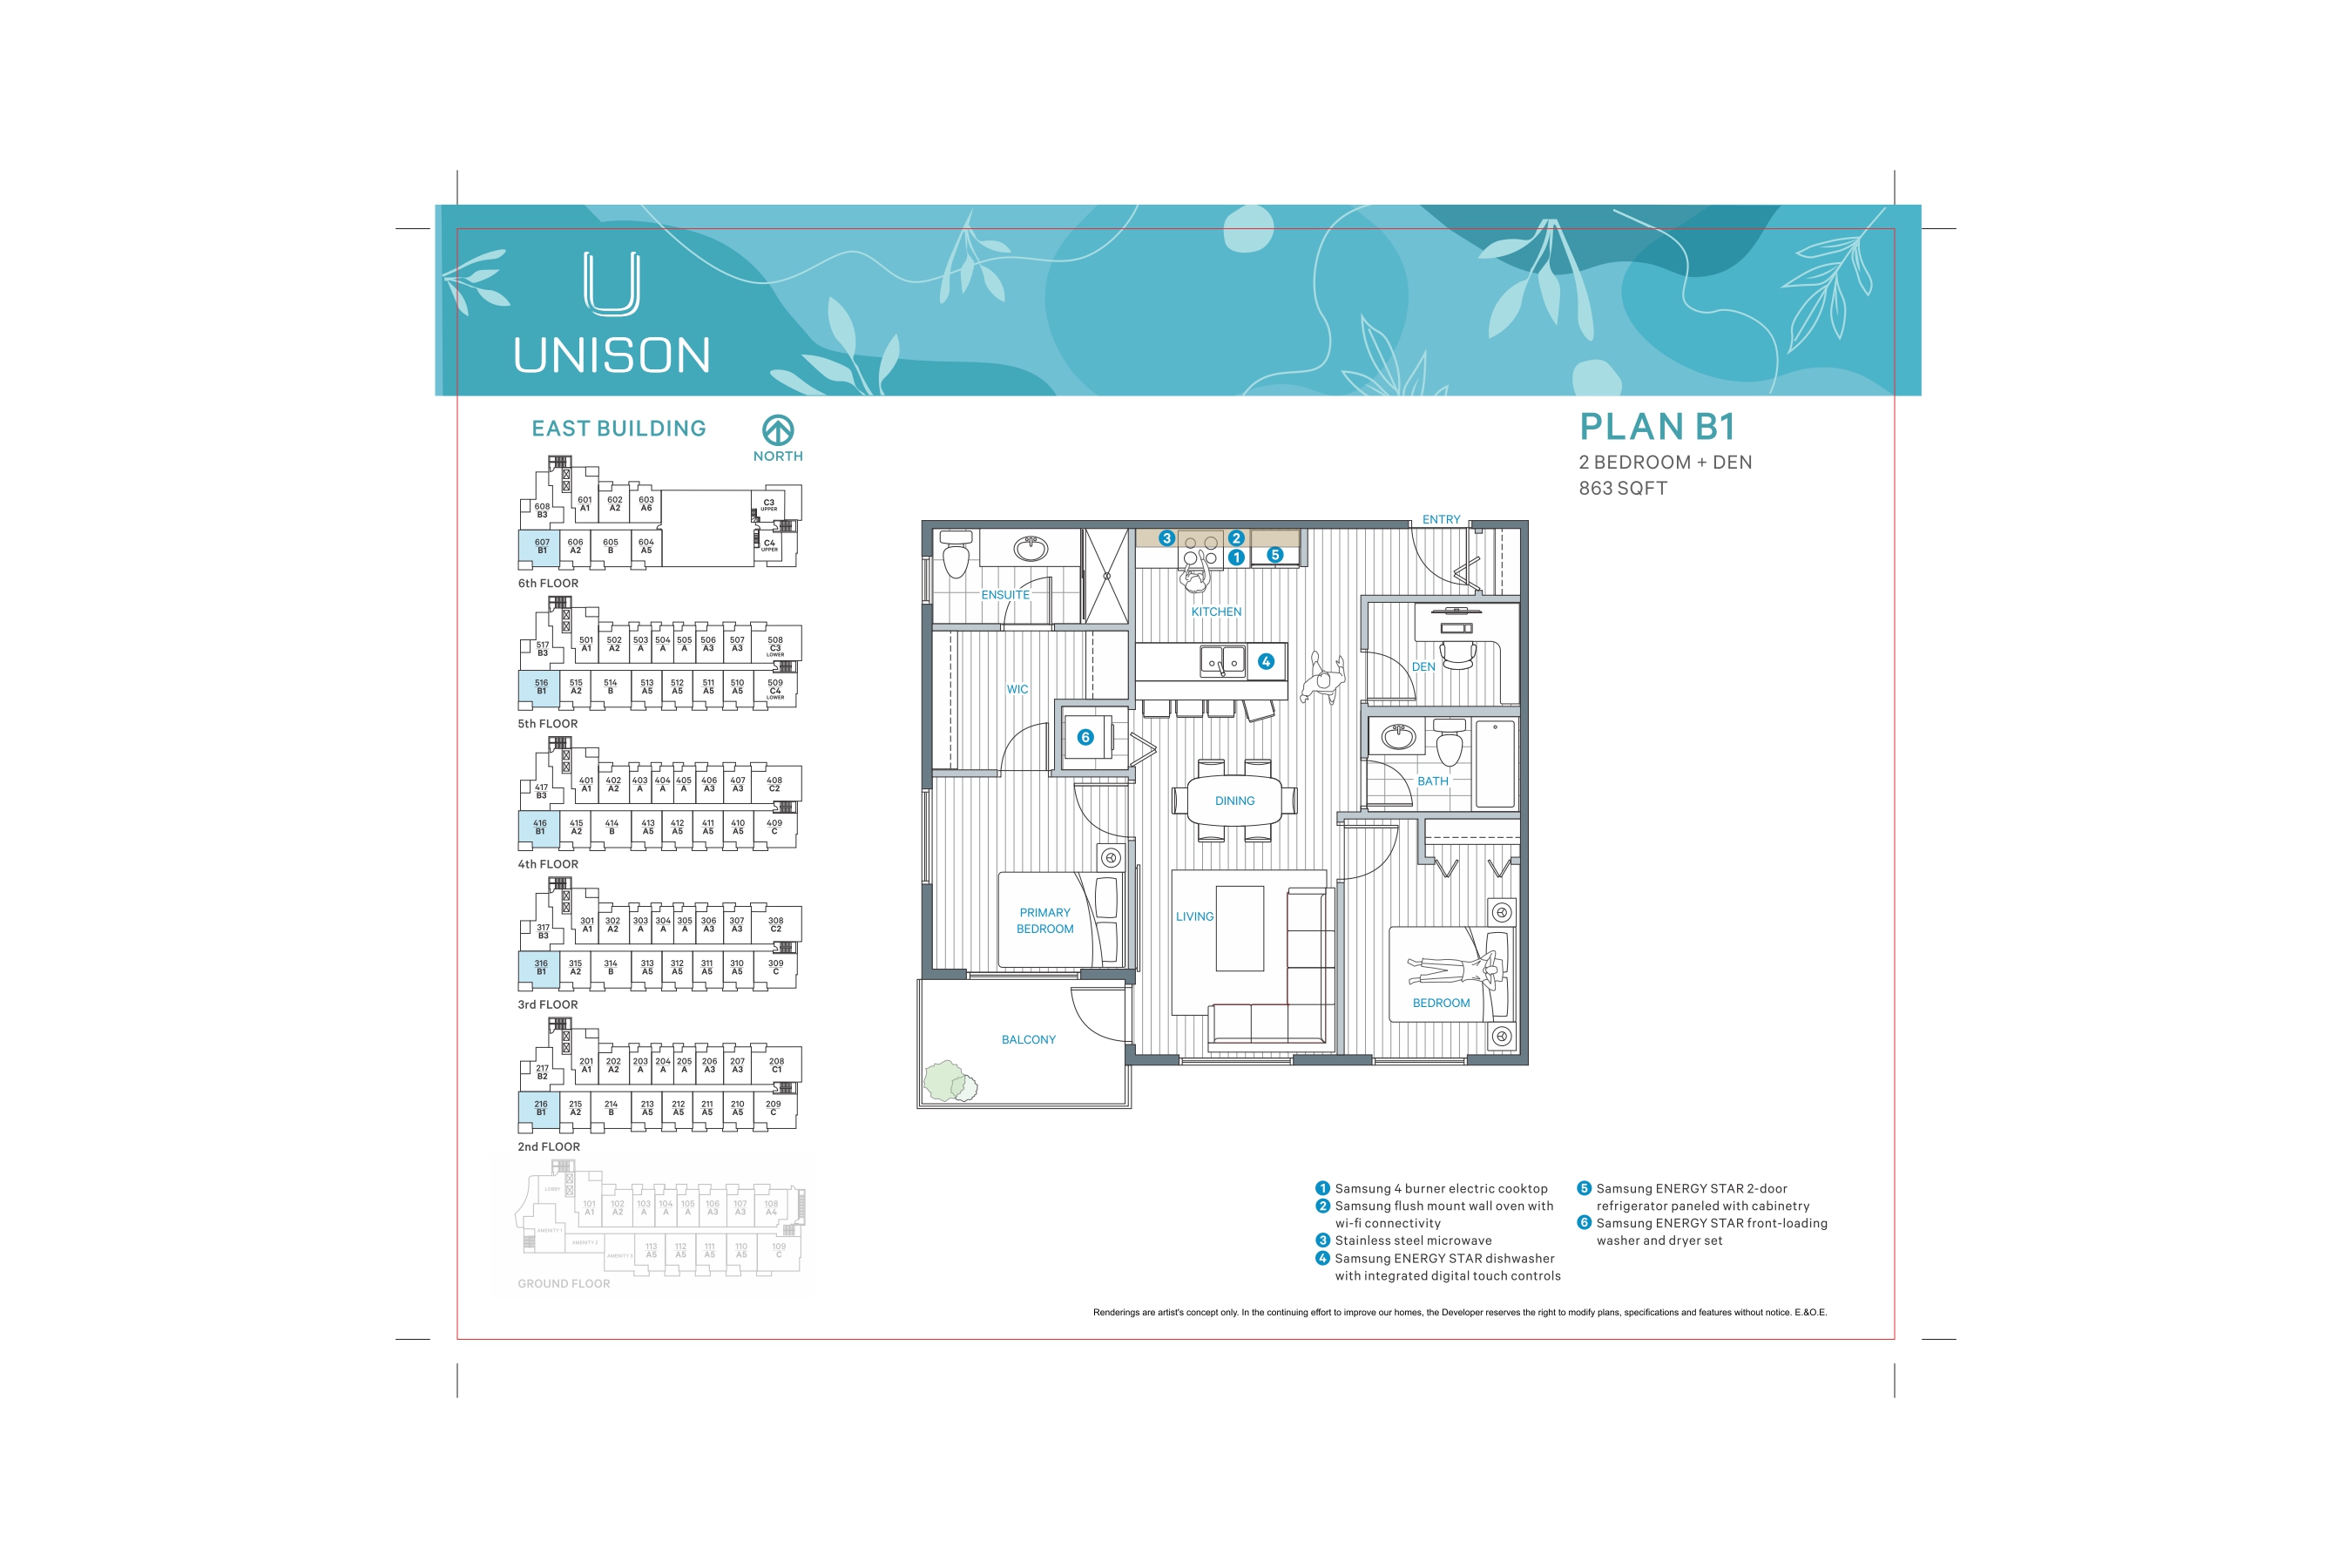 U
UNISON
EAST BUILDING
NORTH
PLAN B1
2 BEDROOM + DEN
863 SQFT
608 B3
601 A1
602 A2
603 A6
C3 UPPER
607 B1
606 A2
605 B
604 A5
C4 UPPER
6th FLOOR
517 B3
501 A1
502 A2
503 A
504 A
505 A
506 A3
507 A3
508 C3 LOWER
516 B1
515 A2
514 B
513 A5
512 A5
511 A5
510 A5
509 C4 LOWER
5th FLOOR
417 B3
401 A1
402 A2
403 A
404 A
405 A
406 A3
407 A3
408 C2
416 B1
415 A2
414 B
413 A5
412 A5
411 A5
410 A5
409 C
4th FLOOR
317 B3
301 A1
302 A2
303 A
304 A
305 A
306 A3
307 A3
308 C2
316 B1
315 A2
314 B
313 A5
312 A5
311 A5
310 A5
309 C
3rd FLOOR
217 B2
201 A1
202 A2
203 A
204 A
205 A
206 A3
207 A3
208 C1
216 B1
215 A2
214 B
213 A5
212 A5
211 A5
210 A5
209 C
2nd FLOOR
LOBBY
101 A1
102 A2
103 A
104 A
105 A
106 A3
107 A3
108 A4
AMENITY 1
AMENITY 2
AMENITY 3
113 A5
112 A5
111 A5
110 A5
109 C
GROUND FLOOR
ENTRY
3
2
1
5
ENSUITE
KITCHEN
4
DEN
WIC
6
BATH
DINING
PRIMARY
BEDROOM
LIVING
BEDROOM
BALCONY
1 Samsung 4 burner electric cooktop
2 Samsung flush mount wall oven with
wi-fi connectivity
3 Stainless steel microwave
4 Samsung ENERGY STAR dishwasher
with integrated digital touch controls
5 Samsung ENERGY STAR 2-door
refrigerator paneled with cabinetry
6 Samsung ENERGY STAR front-loading
washer and dryer set
Renderings are artist's concept only. In the continuing effort to improve our homes, the Developer reserves the right to modify plans, specifications and features without notice. E.&O.E.